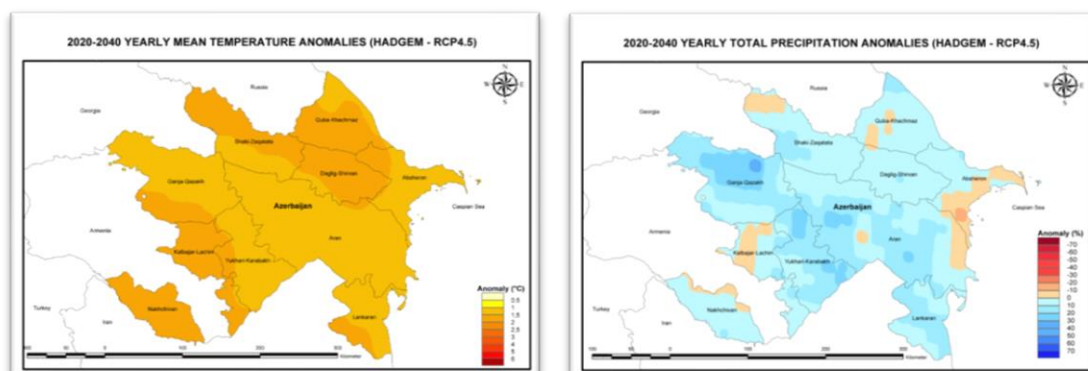 2020-2040 YEARLY MEAN TEMPERATURE ANOMALIES (HADGEM - RCP4.5)
N
W E
S
Russia
Georgia
Guba-Khachmaz
Shaki-Zaqatala
Daglig-Shirvan
Absheron
Ganja-Qazakh
Azerbaijan
Caspian Sea
Armenia
Aran
Kalbajar-Lachin
Yukhari-Karabakh
Anomaly (°C)
0,5
1
1,5
2
2,5
3
4
5
6
Turkey
Nakhchivan
Iran
Lankaran
Kilometer
2020-2040 YEARLY TOTAL PRECIPITATION ANOMALIES (HADGEM - RCP4.5)
N
W E
S
Russia
Georgia
Guba-Khachmaz
Shaki-Zaqatala
Daglig-Shirvan
Absheron
Ganja-Qazakh
Azerbaijan
Caspian Sea
Armenia
Aran
Kalbajar-Lachin
Yukhari-Karabakh
Anomaly (%)
-70
-60
-50
-40
-30
-20
-10
0
10
20
30
40
50
60
70
Turkey
Nakhchivan
Iran
Lankaran
Kilometer